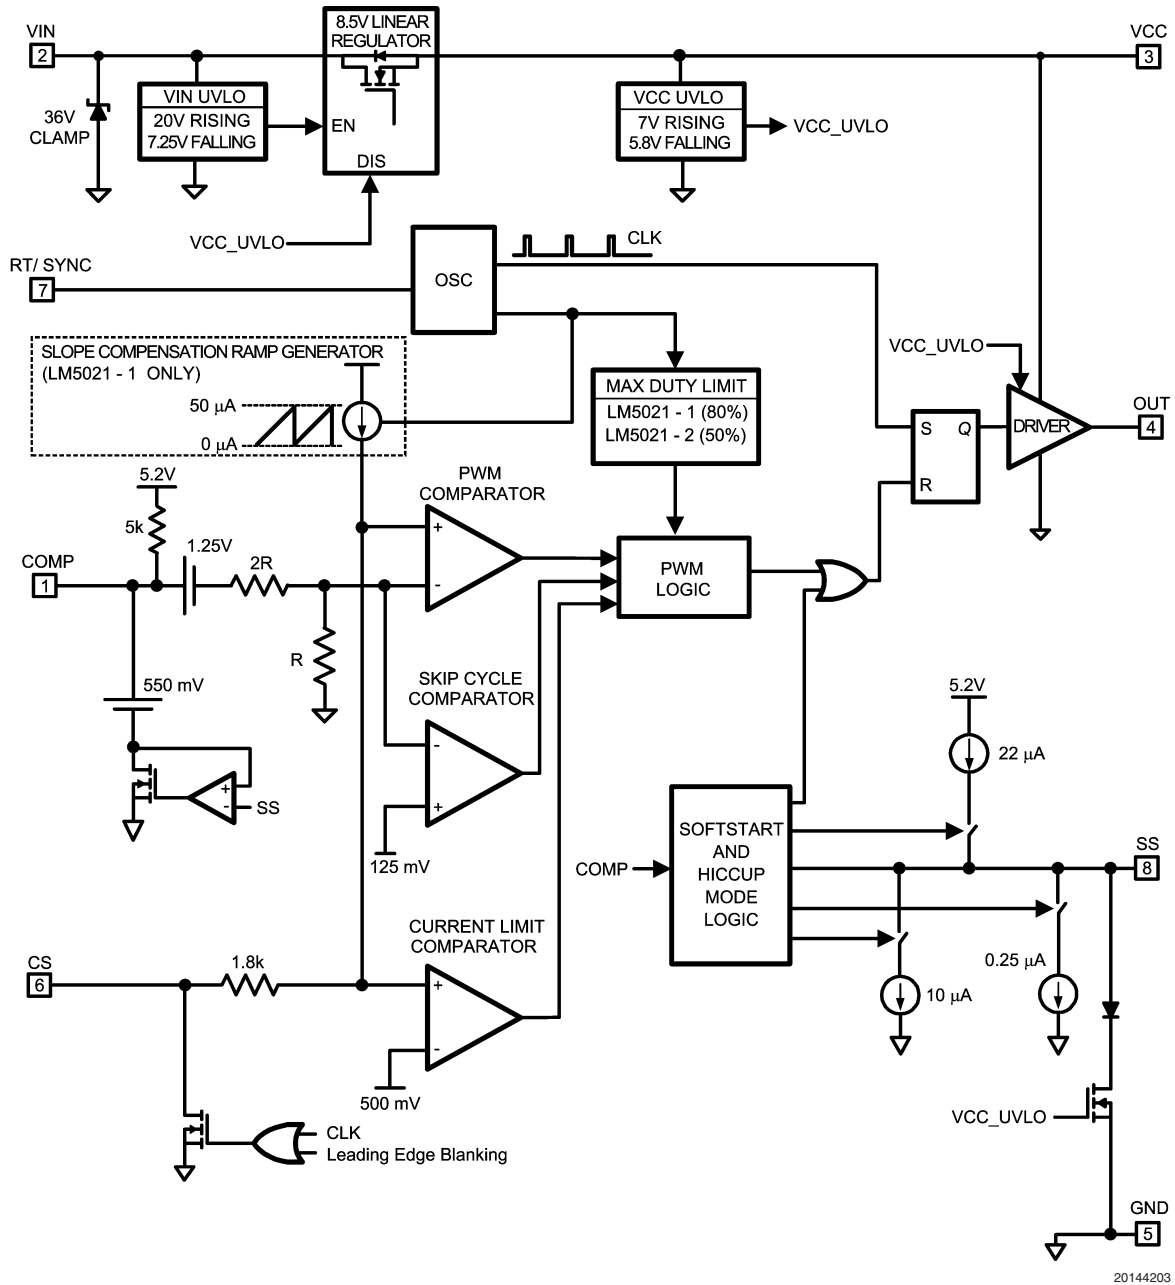 VIN
2
8.5V LINEAR
REGULATOR
VCC
3
36V
CLAMP
VIN UVLO
20V RISING
7.25V FALLING
EN
DIS
VCC UVLO
7V RISING
5.8V FALLING
VCC_UVLO
VCC_UVLO
RT/ SYNC
7
OSC
CLK
SLOPE COMPENSATION RAMP GENERATOR
(LM5021 - 1 ONLY)
50 µA
0 µA
MAX DUTY LIMIT
LM5021 - 1 (80%)
LM5021 - 2 (50%)
VCC_UVLO
S
Q
R
DRIVER
OUT
4
5.2V
5k
PWM
COMPARATOR
+
-
COMP
1
1.25V
2R
R
PWM
LOGIC
550 mV
+
-
SS
SKIP CYCLE
COMPARATOR
-
+
125 mV
5.2V
22 µA
COMP
SOFTSTART
AND
HICCUP
MODE
LOGIC
SS
8
10 µA
0.25 µA
CURRENT LIMIT
COMPARATOR
CS
6
1.8k
+
-
500 mV
CLK
Leading Edge Blanking
VCC_UVLO
GND
5
20144203